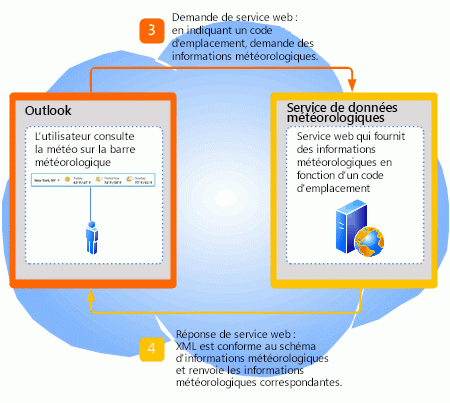 3
Demande de service web :
en indiquant un code
d'emplacement, demande des
informations météorologiques.
Outlook
L'utilisateur consulte
la météo sur la barre
météorologique
New York, NY
Today
Tomorrow
Sunday
Service de données
météorologiques
Service web qui fournit
des informations
météorologiques en
fonction d'un code
d'emplacement
4
Réponse de service web :
XML est conforme au schéma
d'informations météorologiques
et renvoie les informations
météorologiques correspondantes.